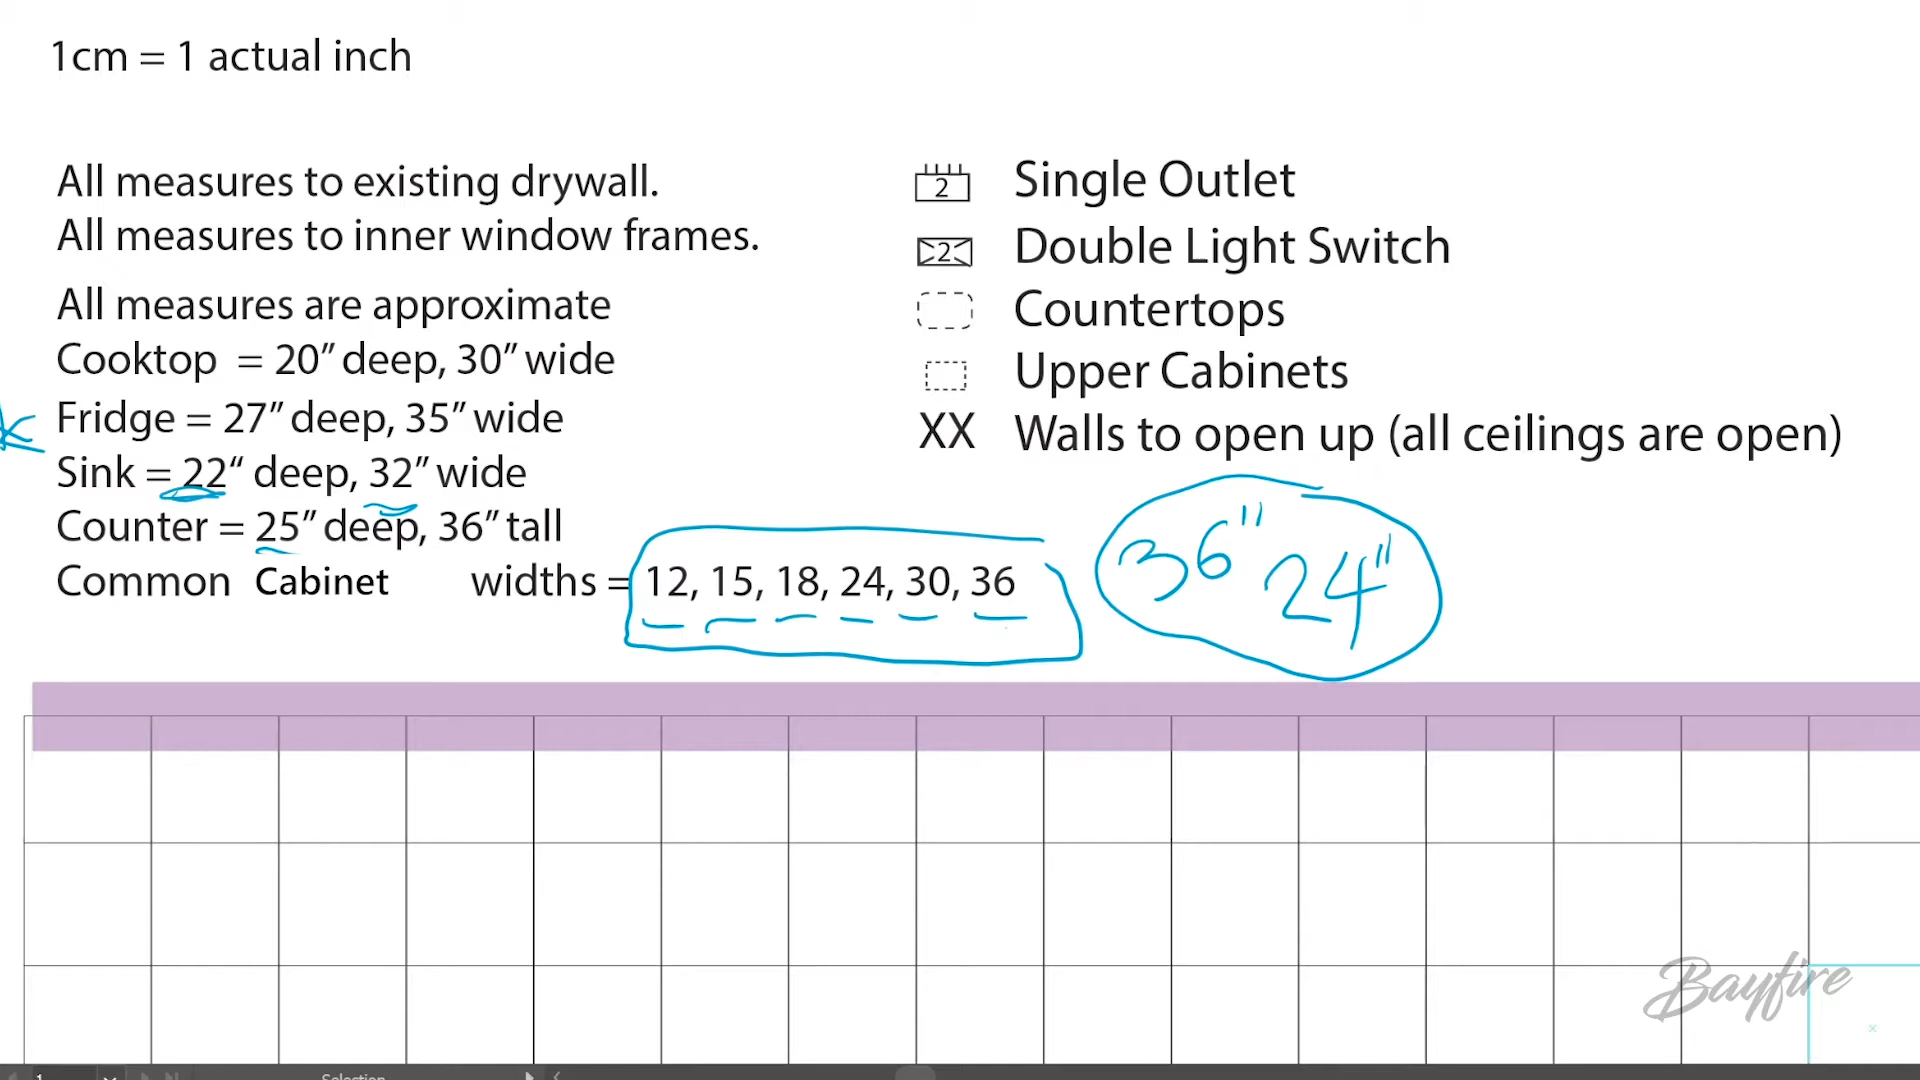 1cm = 1 actual inch
All measures to existing drywall.
All measures to inner window frames.
All measures are approximate
Cooktop = 20” deep, 30” wide
Fridge = 27” deep, 35” wide
Sink = 22“ deep, 32” wide
Counter = 25” deep, 36” tall
Common Cabinet widths = 12, 15, 18, 24, 30, 36
2 Single Outlet
2 Double Light Switch
Countertops
Upper Cabinets
XX Walls to open up (all ceilings are open)
36" 24"
Bayfire
1 Selection